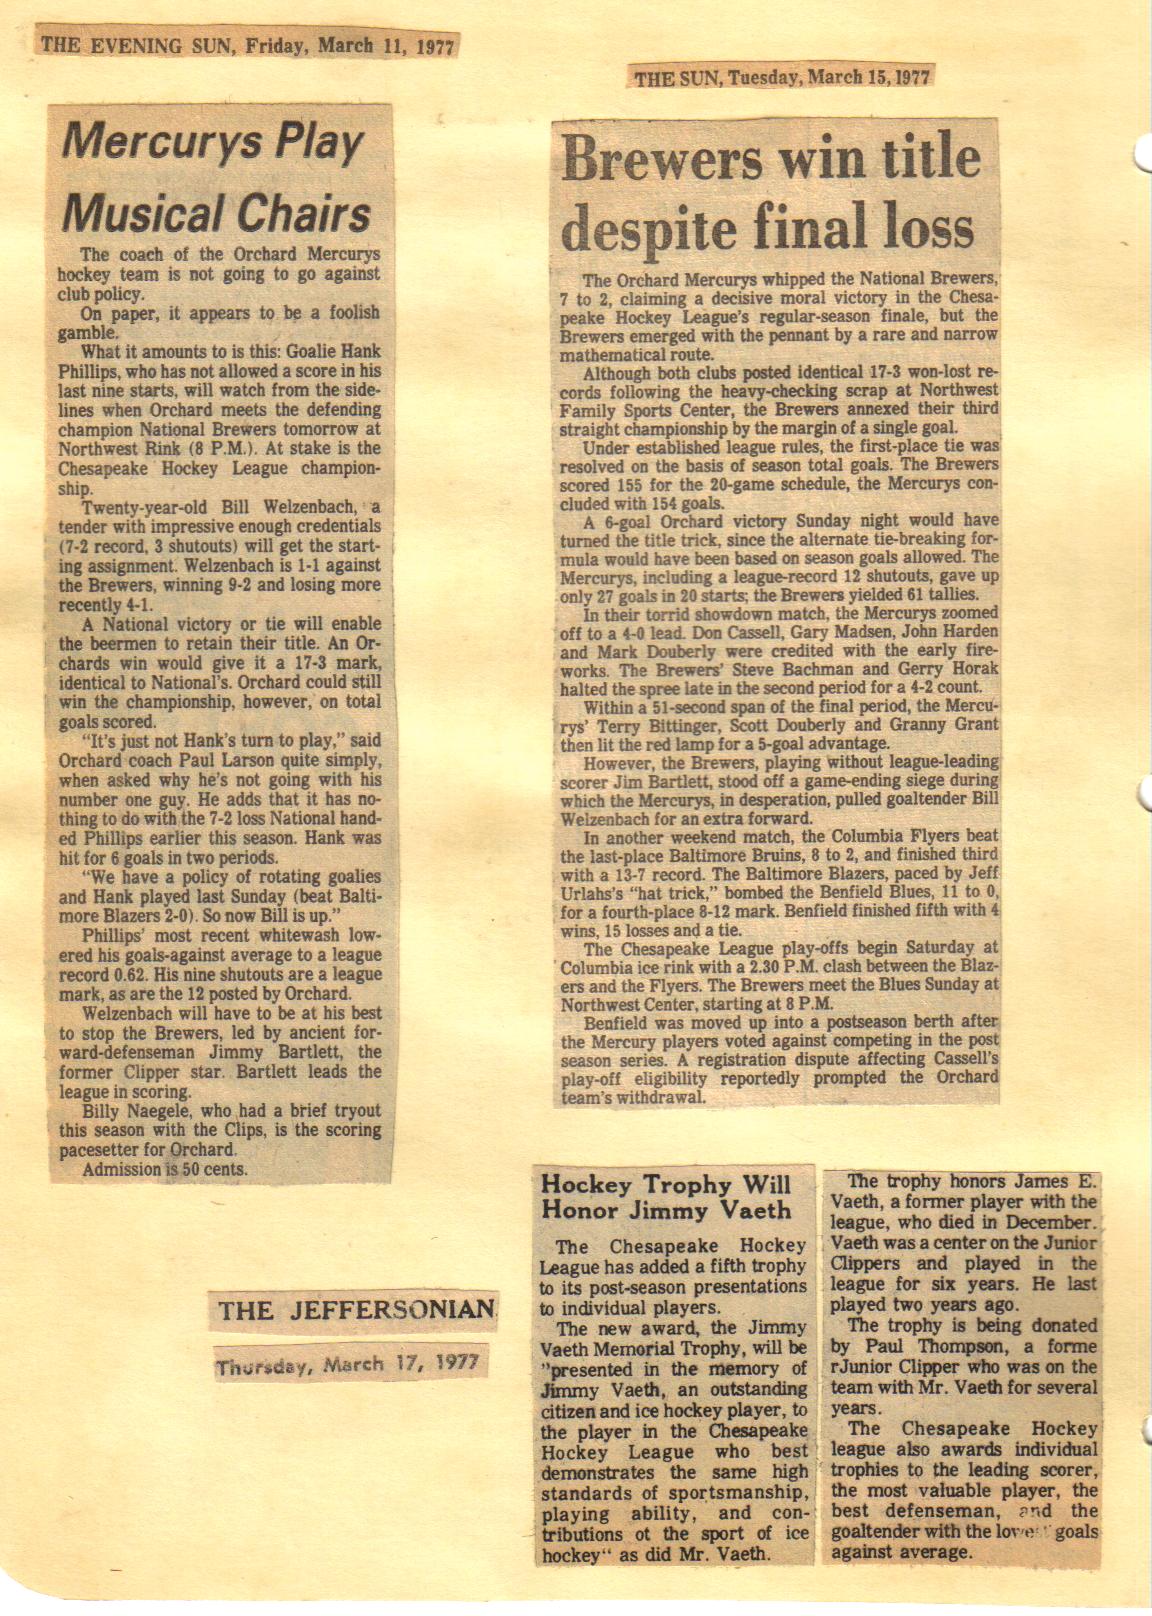 THE EVENING SUN, Friday, March 11, 1977
Mercurys Play
Musical Chairs
The coach of the Orchard Mercurys
hockey team is not going to go against
club policy.
On paper, it appears to be a foolish
gamble.
What it amounts to is this: Goalie Hank
Phillips, who has not allowed a score in his
last nine starts, will watch from the side-
lines when Orchard meets the defending
champion National Brewers tomorrow at
Northwest Rink (8 P.M.). At stake is the
Chesapeake Hockey League champion-
ship.
Twenty-year-old Bill Welzenbach, a
tender with impressive enough credentials
(7-2 record, 3 shutouts) will get the start-
ing assignment. Welzenbach is 1-1 against
the Brewers, winning 9-2 and losing more
recently 4-1.
A National victory or tie will enable
the beermen to retain their title. An Or-
chards win would give it a 17-3 mark,
identical to National's. Orchard could still
win the championship, however, on total
goals scored.
"It's just not Hank's turn to play," said
Orchard coach Paul Larson quite simply,
when asked why he's not going with his
number one guy. He adds that it has no-
thing to do with the 7-2 loss National hand-
ed Phillips earlier this season. Hank was
hit for 6 goals in two periods.
"We have a policy of rotating goalies
and Hank played last Sunday (beat Balti-
more Blazers 2-0). So now Bill is up."
Phillips' most recent whitewash low-
ered his goals-against average to a league
record 0.62. His nine shutouts are a league
mark, as are the 12 posted by Orchard.
Welzenbach will have to be at his best
to stop the Brewers, led by ancient for-
ward-defenseman Jimmy Bartlett, the
former Clipper star. Bartlett leads the
league in scoring.
Billy Naegele, who had a brief tryout
this season with the Clips, is the scoring
pacesetter for Orchard.
Admission is 50 cents.
THE SUN, Tuesday, March 15, 1977
Brewers win title
despite final loss
The Orchard Mercurys whipped the National Brewers,
7 to 2, claiming a decisive moral victory in the Chesa-
peake Hockey League's regular-season finale, but the
Brewers emerged with the pennant by a rare and narrow
mathematical route.
Although both clubs posted identical 17-3 won-lost re-
cords following the heavy-checking scrap at Northwest
Family Sports Center, the Brewers annexed their third
straight championship by the margin of a single goal.
Under established league rules, the first-place tie was
resolved on the basis of season total goals. The Brewers
scored 155 for the 20-game schedule, the Mercurys con-
cluded with 154 goals.
A 6-goal Orchard victory Sunday night would have
turned the title trick, since the alternate tie-breaking for-
mula would have been based on season goals allowed. The
Mercurys, including a league-record 12 shutouts, gave up
only 27 goals in 20 starts; the Brewers yielded 61 tallies.
In their torrid showdown match, the Mercurys zoomed
off to a 4-0 lead. Don Cassell, Gary Madsen, John Harden
and Mark Douberly were credited with the early fire-
works. The Brewers' Steve Bachman and Gerry Horak
halted the spree late in the second period for a 4-2 count.
Within a 51-second span of the final period, the Mercu-
rys' Terry Bittinger, Scott Douberly and Granny Grant
then lit the red lamp for a 5-goal advantage.
However, the Brewers, playing without league-leading
scorer Jim Bartlett, stood off a game-ending siege during
which the Mercurys, in desperation, pulled goaltender Bill
Welzenbach for an extra forward.
In another weekend match, the Columbia Flyers beat
the last-place Baltimore Bruins, 8 to 2, and finished third
with a 13-7 record. The Baltimore Blazers, paced by Jeff
Urlahs's "hat trick," bombed the Benfield Blues, 11 to 0,
for a fourth-place 8-12 mark. Benfield finished fifth with 4
wins, 15 losses and a tie.
The Chesapeake League play-offs begin Saturday at
Columbia ice rink with a 2.30 P.M. clash between the Blaz-
ers and the Flyers. The Brewers meet the Blues Sunday at
Northwest Center, starting at 8 P.M.
Benfield was moved up into a postseason berth after
the Mercury players voted against competing in the post
season series. A registration dispute affecting Cassell's
play-off eligibility reportedly prompted the Orchard
team's withdrawal.
THE JEFFERSONIAN
Thursday, March 17, 1977
Hockey Trophy Will
Honor Jimmy Vaeth
The Chesapeake Hockey
League has added a fifth trophy
to its post-season presentations
to individual players.
The new award, the Jimmy
Vaeth Memorial Trophy, will be
"presented in the memory of
Jimmy Vaeth, an outstanding
citizen and ice hockey player, to
the player in the Chesapeake
Hockey League who best
demonstrates the same high
standards of sportsmanship,
playing ability, and con-
tributions ot the sport of ice
hockey" as did Mr. Vaeth.
The trophy honors James E.
Vaeth, a former player with the
league, who died in December.
Vaeth was a center on the Junior
Clippers and played in the
league for six years. He last
played two years ago.
The trophy is being donated
by Paul Thompson, a forme
rJunior Clipper who was on the
team with Mr. Vaeth for several
years.
The Chesapeake Hockey
league also awards individual
trophies to the leading scorer,
the most valuable player, the
best defenseman, and the
goaltender with the lowest goals
against average.